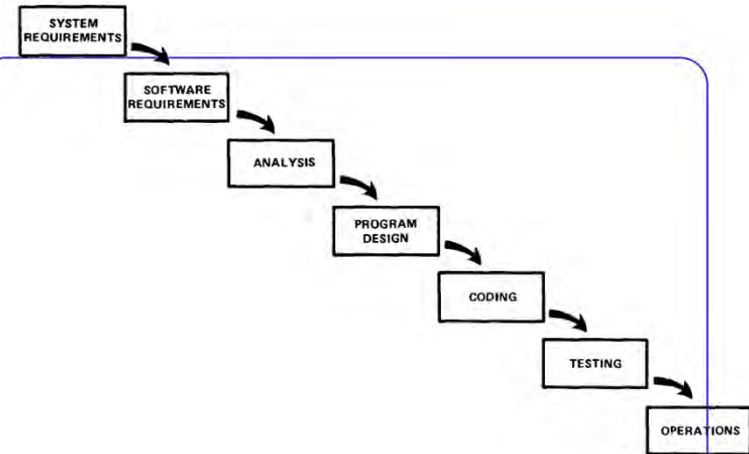 SYSTEM
REQUIREMENTS
SOFTWARE
REQUIREMENTS
ANALYSIS
PROGRAM
DESIGN
CODING
TESTING
OPERATIONS